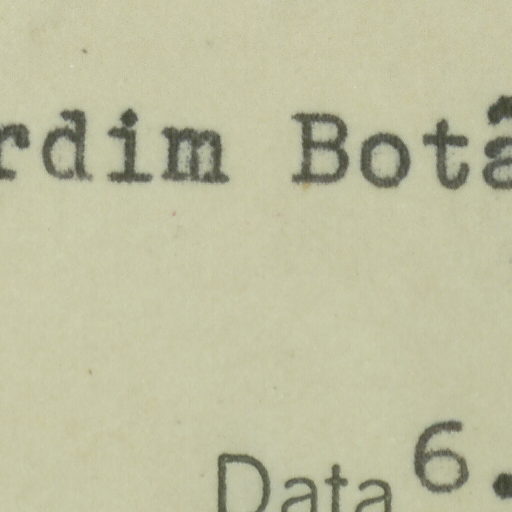 rdim Botâ
Data 6.